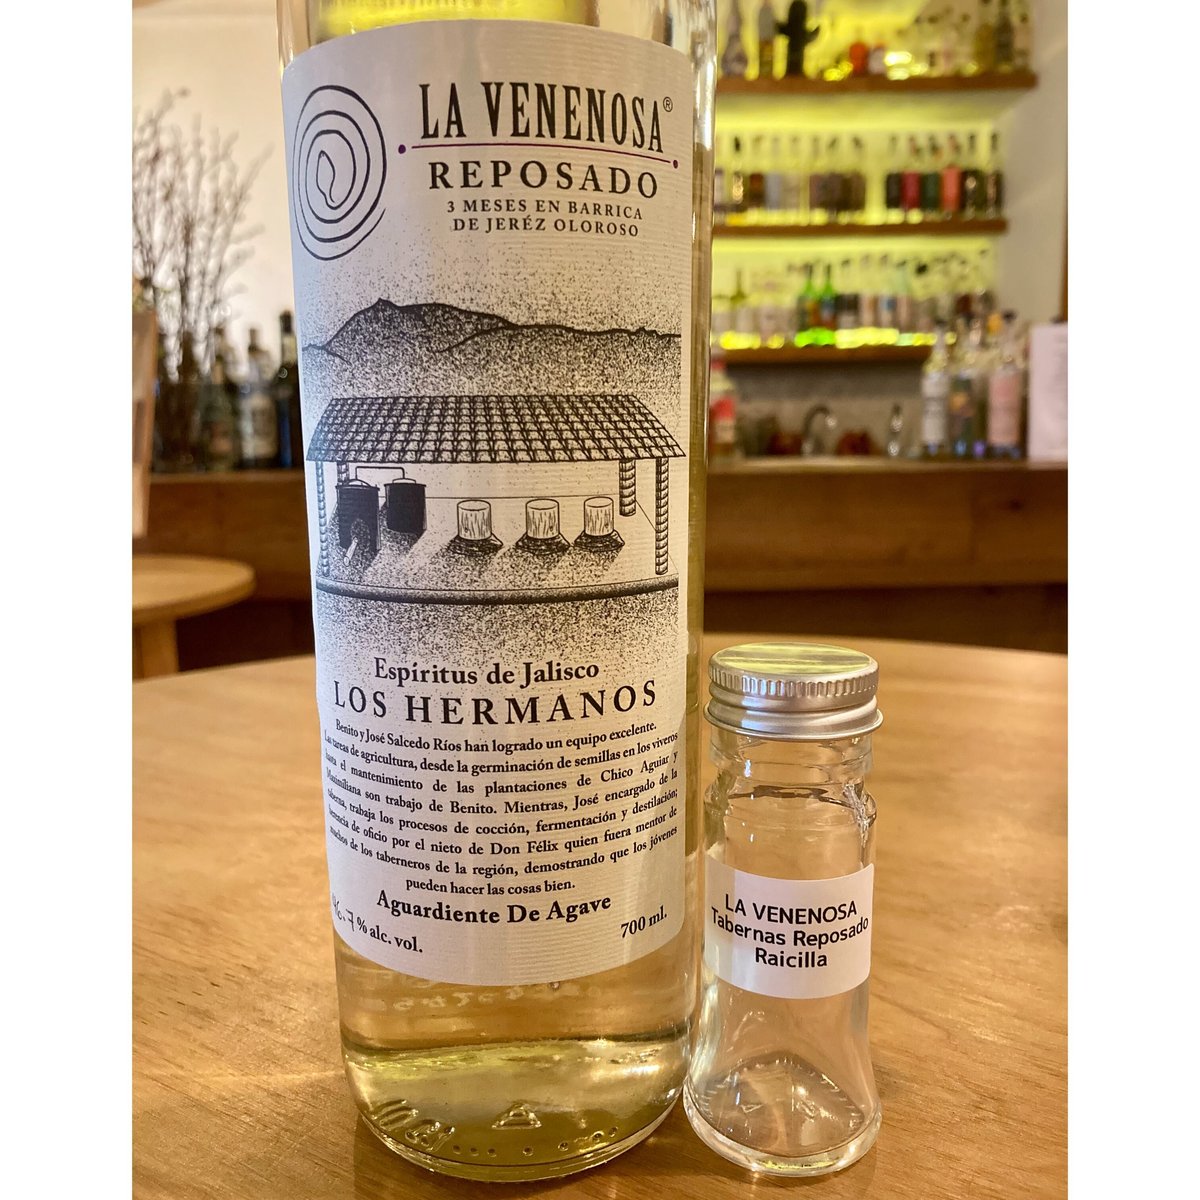 LA VENENOSA®
REPOSADO
3 MESES EN BARRICA
DE JERÉZ OLOROSO
Espíritus de Jalisco
LOS HERMANOS
Benito y José Salcedo Ríos han logrado un equipo excelente.
Las tareas de agricultura, desde la germinación de semillas en los viveros
hasta el mantenimiento de las plantaciones de Chico Aguiar y
Maximiliana son trabajo de Benito. Mientras, José encargado de la
taberna, trabaja los procesos de cocción, fermentación y destilación;
herencia de oficio por el nieto de Don Félix quien fuera mentor de
muchos de los taberneros de la región, demostrando que los jóvenes
pueden hacer las cosas bien.
Aguardiente De Agave
46.7 % alc. vol.
700 ml.
LA VENENOSA
Tabernas Reposado
Raicilla